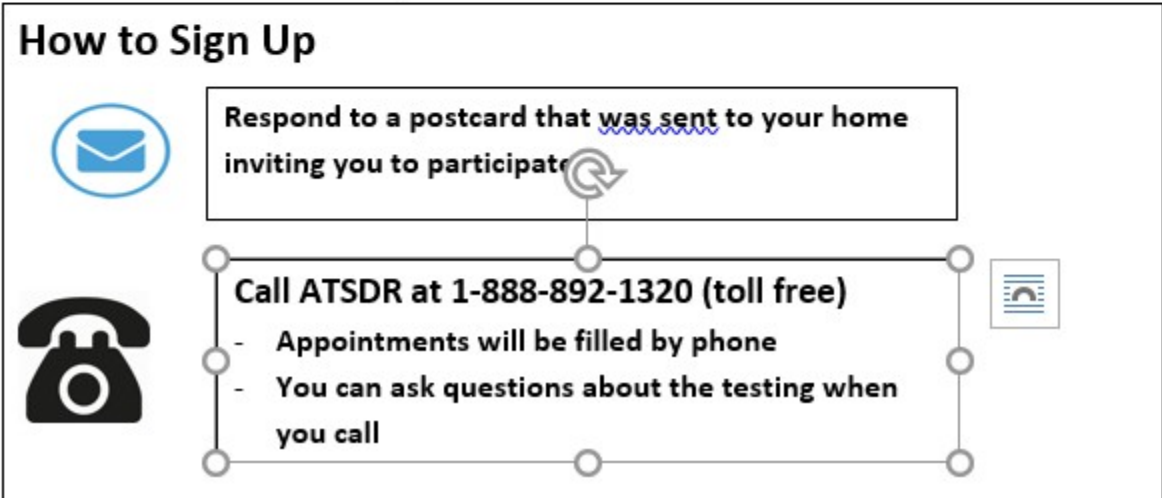 How to Sign Up
Respond to a postcard that was sent to your home
inviting you to participate
Call ATSDR at 1-888-892-1320 (toll free)
- Appointments will be filled by phone
- You can ask questions about the testing when
you call